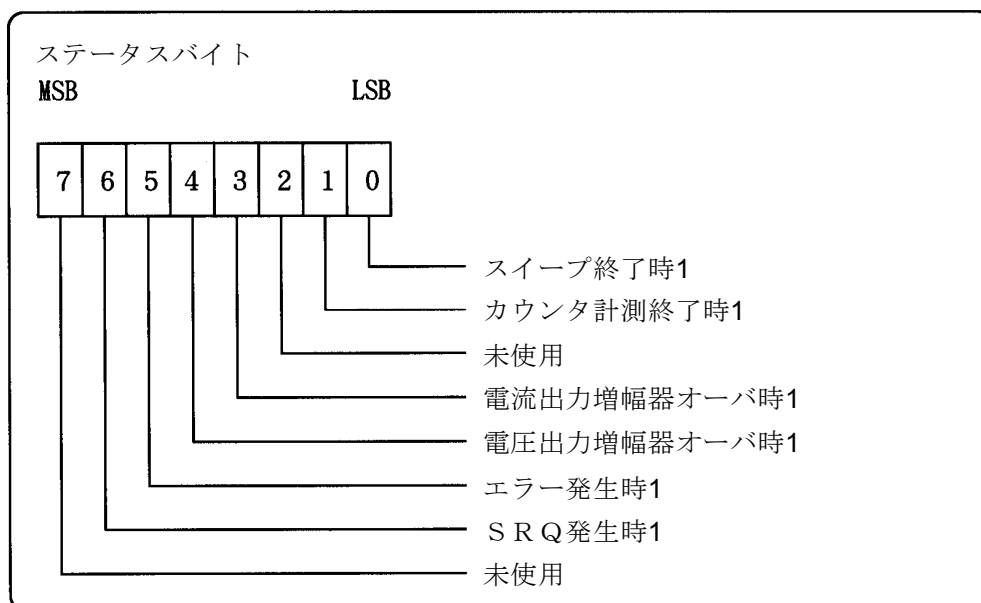 ステータスバイト
MSB LSB
7 6 5 4 3 2 1 0
スイープ終了時1
カウンタ計測終了時1
未使用
電流出力増幅器オーバ時1
電圧出力増幅器オーバ時1
エラー発生時1
ＳＲＱ発生時1
未使用